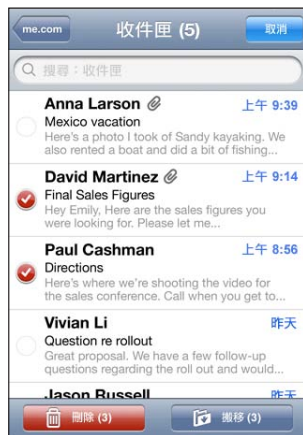 me.com
收件匣 (5)
取消
搜尋：收件匣
Anna Larson
上午 9:39
Mexico vacation
Here's a photo I took of Sandy kayaking. We
also rented a boat and did a bit of fishing...
David Martinez
上午 9:14
Final Sales Figures
Hey Emily, Here are the sales figures you
were looking for. Please let me...
Paul Cashman
上午 8:56
Directions
Here's where we're shooting the video for
the sales conference. Call when you get to...
Vivian Li
昨天
Question re rollout
Great proposal. We have a few follow-up
questions regarding the roll out and would...
Jason Russell
昨天
刪除 (3)
搬移 (3)